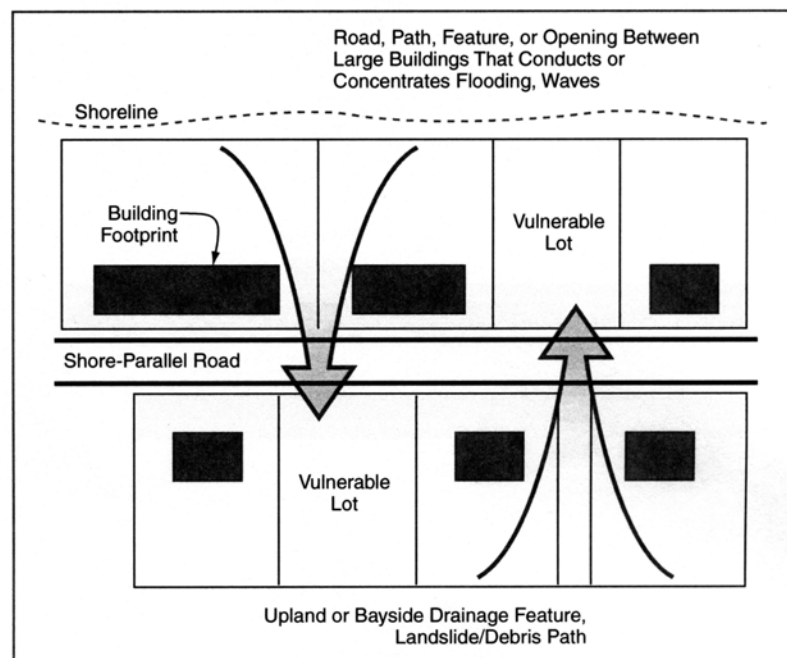 Road, Path, Feature, or Opening Between
Large Buildings That Conducts or
Concentrates Flooding, Waves
Shoreline
Building
Footprint
Vulnerable
Lot
Shore-Parallel Road
Vulnerable
Lot
Upland or Bayside Drainage Feature,
Landslide/Debris Path